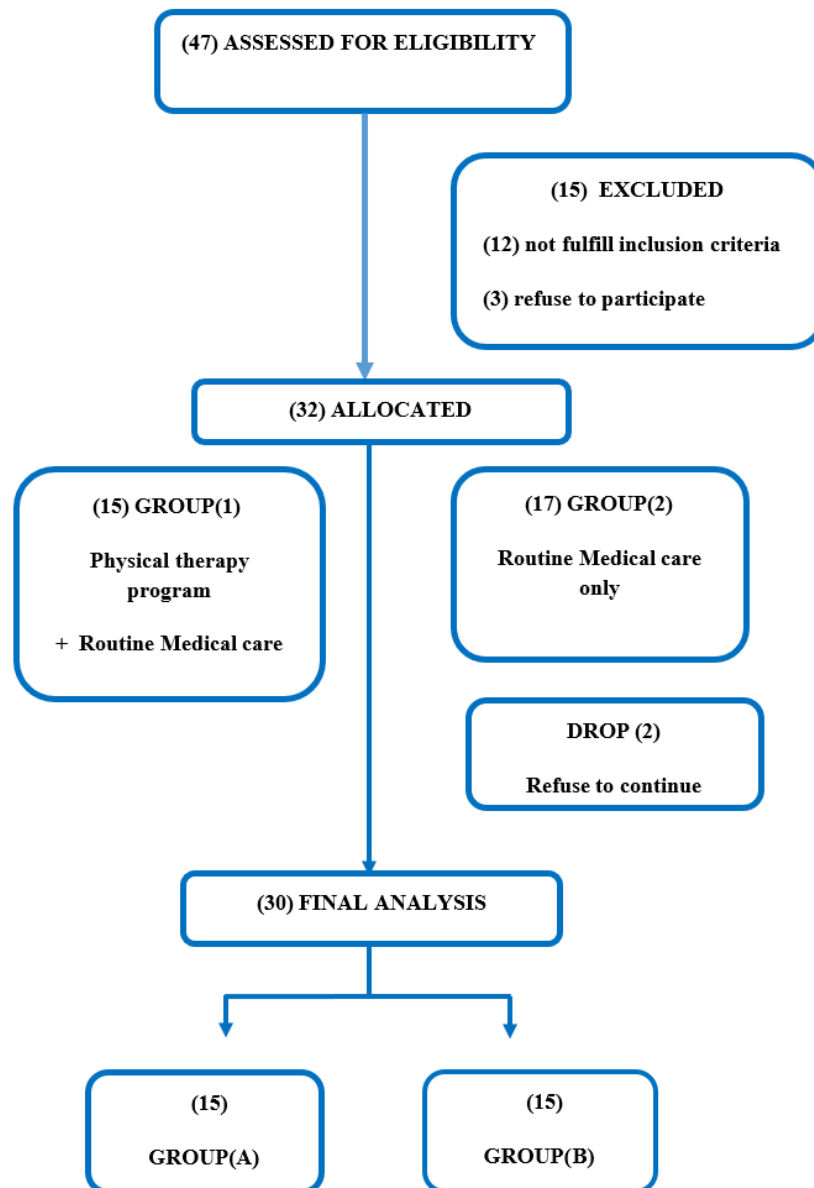 (47) ASSESSED FOR ELIGIBILITY
(15) EXCLUDED
(12) not fulfill inclusion criteria
(3) refuse to participate
(32) ALLOCATED
(15) GROUP(1)
Physical therapy
program
+ Routine Medical care
(17) GROUP(2)
Routine Medical care
only
DROP (2)
Refuse to continue
(30) FINAL ANALYSIS
(15)
GROUP(A)
(15)
GROUP(B)